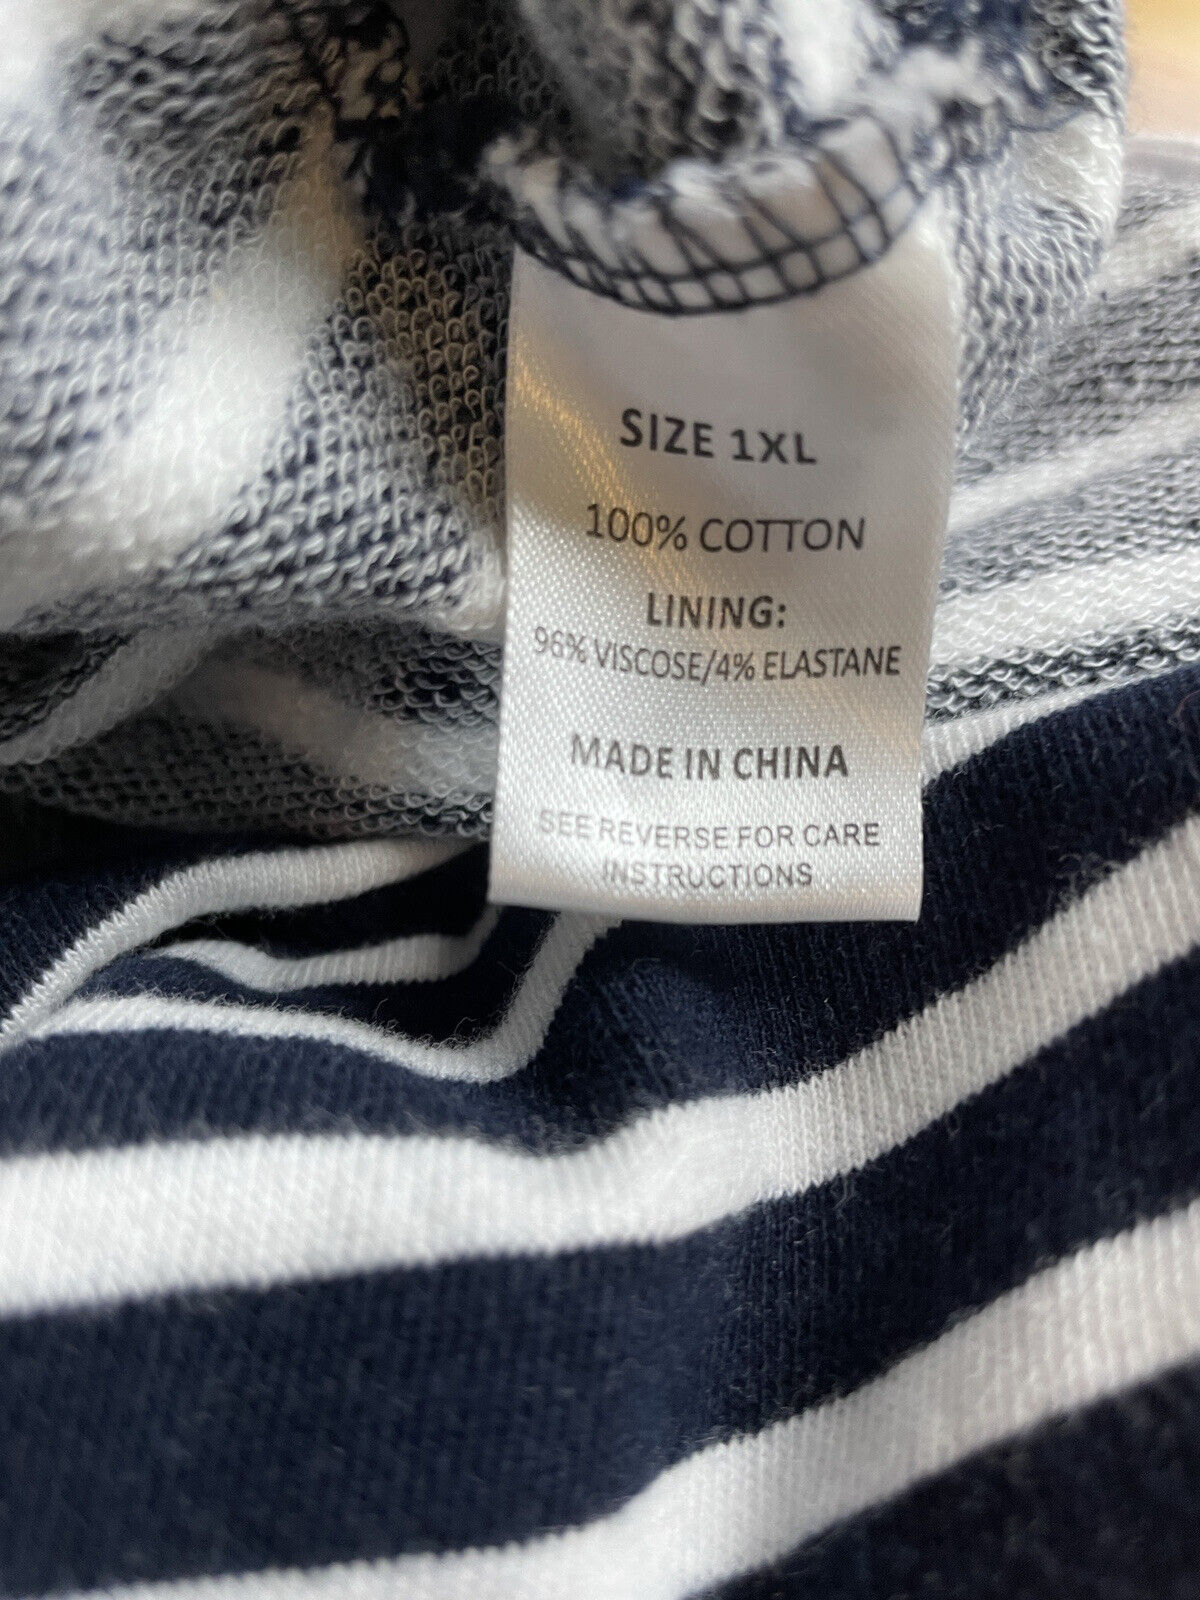 SIZE 1XL
100% COTTON
LINING:
96% VISCOSE/4% ELASTANE
MADE IN CHINA
SEE REVERSE FOR CARE
INSTRUCTIONS